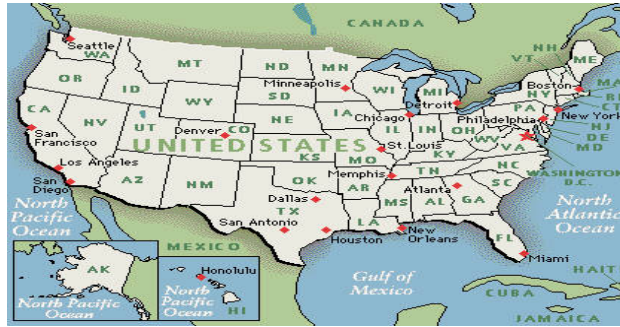 CANADA
Seattle
WA
MT
ND
MN
OR
ID
WY
SD
Minneapolis
WI
MI
NH
VT
ME
NY
Boston
MA
RI
CT
New York
NJ
DE
MD
Detroit
Chicago
Philadelphia
PA
CA
NV
UT
CO
Denver
NE
IA
IL
IN
OH
WV
VA
WASHINGTON
D.C.
San
Francisco
UNITED STATES
KS
MO
St.Louis
KY
Los Angeles
San
Diego
AZ
NM
OK
AR
Memphis
TN
NC
SC
Atlanta
MS
AL
GA
Dallas
TX
LA
San Antonio
Houston
New
Orleans
FL
Miami
North
Pacific
Ocean
North
Atlantic
Ocean
MEXICO
Gulf of
Mexico
CUBA
HAIT
JAMAICA
AK
North Pacific
Ocean
Honolulu
North
Pacific
Ocean
HI